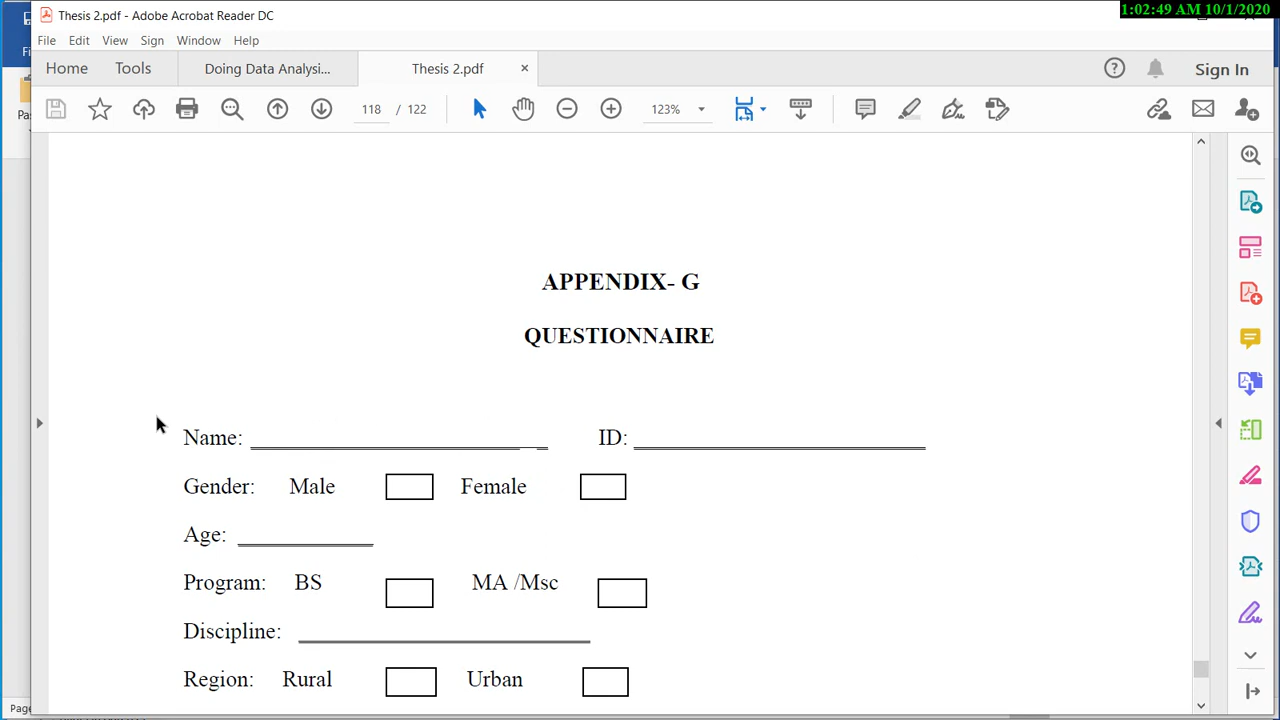 1:02:49 AM 10/1/2020
Thesis 2.pdf - Adobe Acrobat Reader DC
File Edit View Sign Window Help
Home Tools Doing Data Analysi... Thesis 2.pdf × Sign In
118 / 122 123%
APPENDIX- G
QUESTIONNAIRE
Name: ID:
Gender: Male Female
Age:
Program: BS MA /Msc
Discipline:
Region: Rural Urban